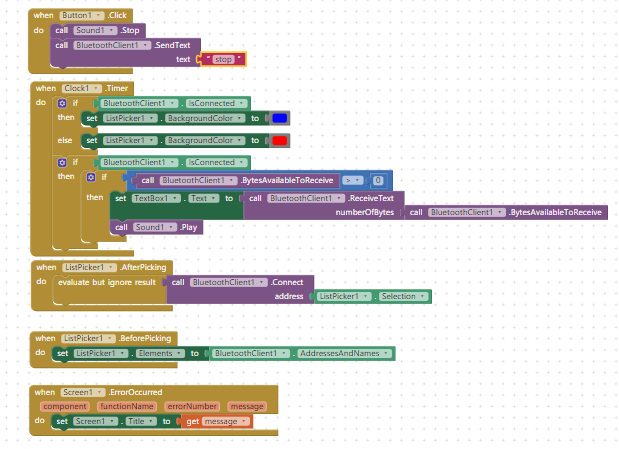 when Button1 .Click
do call Sound1 .Stop
call BluetoothClient1 .SendText
text " stop "
when Clock1 .Timer
do if BluetoothClient1 . IsConnected
then set ListPicker1 . BackgroundColor to
else set ListPicker1 . BackgroundColor to
if BluetoothClient1 . IsConnected
then if call BluetoothClient1 .BytesAvailableToReceive > 0
then set TextBox1 . Text to call BluetoothClient1 .ReceiveText
numberOfBytes call BluetoothClient1 .BytesAvailableToReceive
call Sound1 .Play
when ListPicker1 .AfterPicking
do evaluate but ignore result call BluetoothClient1 .Connect
address ListPicker1 . Selection
when ListPicker1 .BeforePicking
do set ListPicker1 . Elements to BluetoothClient1 . AddressesAndNames
when Screen1 .ErrorOccurred
component functionName errorNumber message
do set Screen1 . Title to get message